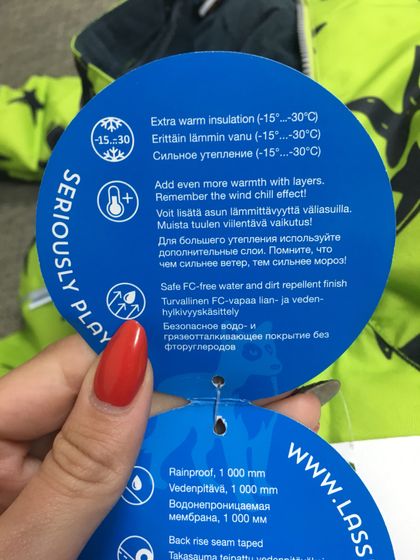 -15...-30
Extra warm insulation (-15°...-30°C)
Erittäin lämmin vanu (-15°...-30°C)
Сильное утепление (-15°...-30°C)
SERIOUSLY PLAY
Add even more warmth with layers.
Remember the wind chill effect!
Voit lisätä asun lämmittävyyttä väliasuilla.
Muista tuulen viilentävä vaikutus!
Для большего утепления используйте
дополнительные слои. Помните, что
чем сильнее ветер, тем сильнее мороз!
Safe FC-free water and dirt repellent finish
Turvallinen FC-vapaa lian- ja veden-
hylkivyyskäsittely
Безопасное водо- и
грязеотталкивающее покрытие без
фторуглеродов
WWW.LASS
Rainproof, 1 000 mm
Vedenpitävä, 1 000 mm
Водонепроницаемая
мембрана, 1 000 мм
Back rise seam taped
Takasauma teipattu vedenpitäväksi